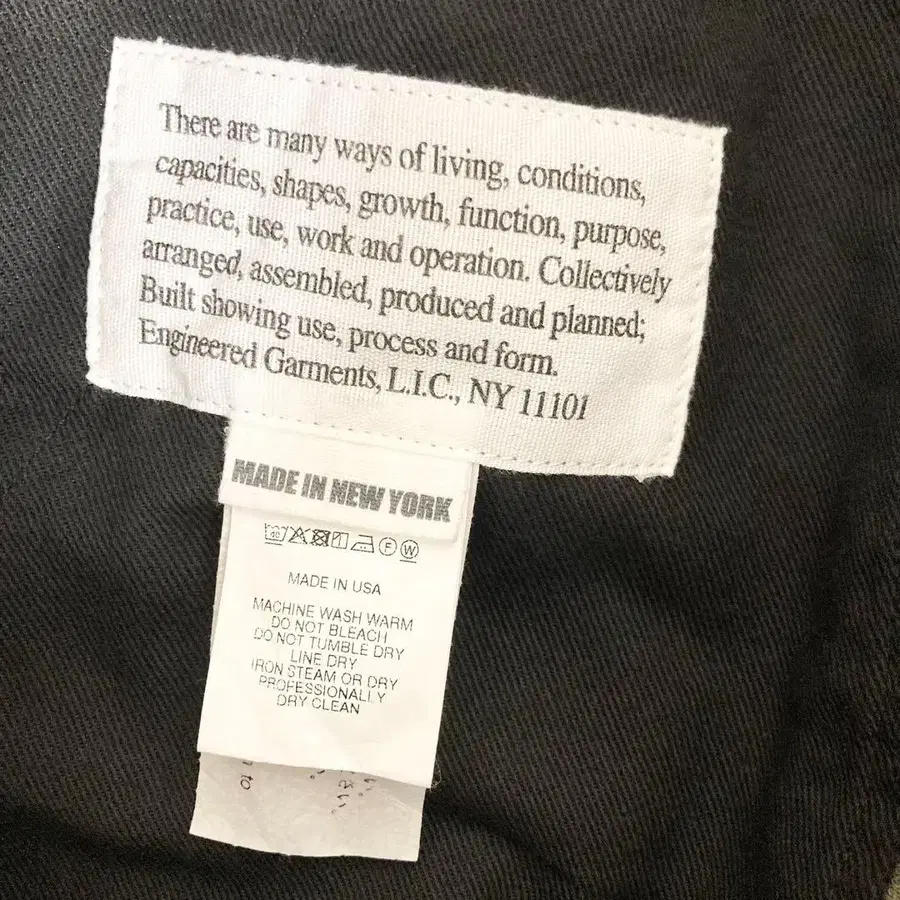 There are many ways of living, conditions,
capacities, shapes, growth, function, purpose,
practice, use, work and operation. Collectively
arranged, assembled, produced and planned;
Built showing use, process and form.
Engineered Garments, L.I.C., NY 11101
MADE IN NEW YORK
40 F W
MADE IN USA
MACHINE WASH WARM
DO NOT BLEACH
DO NOT TUMBLE DRY
LINE DRY
IRON STEAM OR DRY
PROFESSIONALLY
DRY CLEAN
to